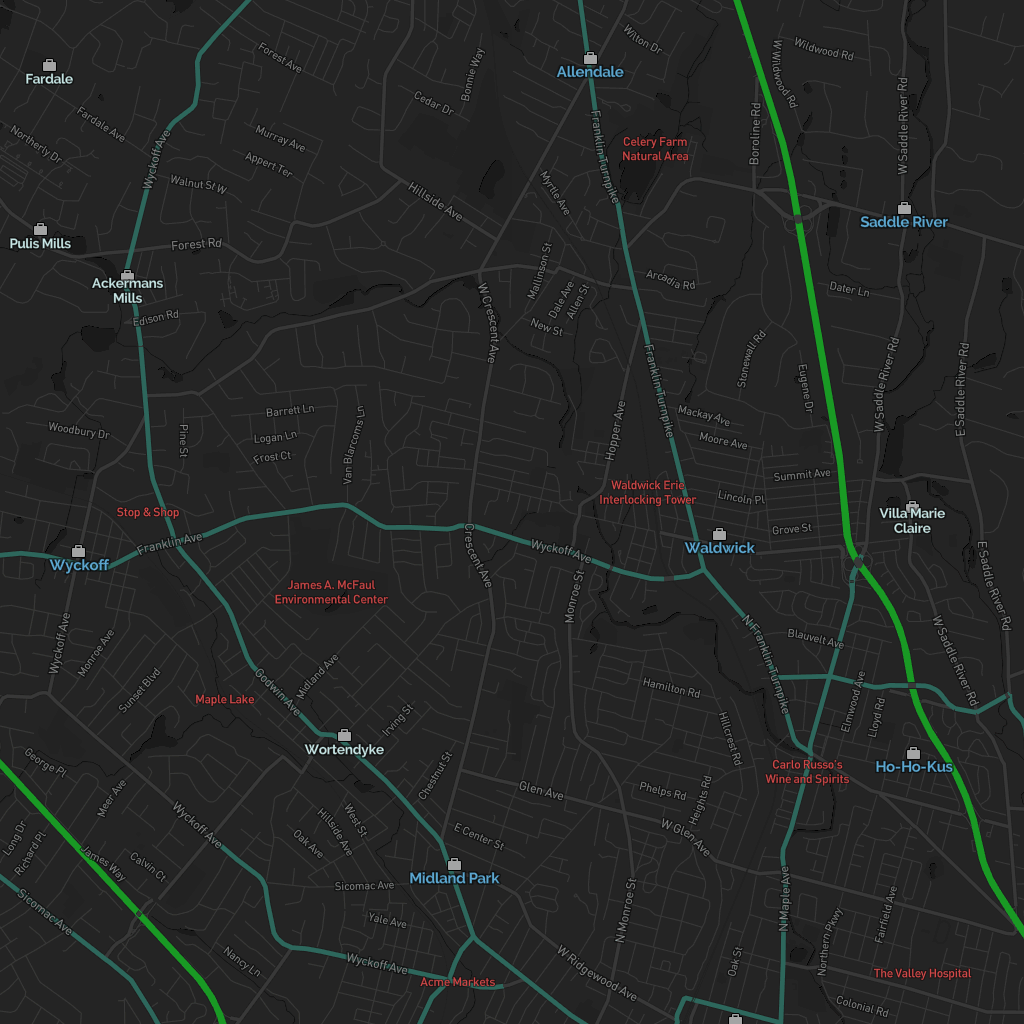 Wilton Dr
Wildwood Rd
Forest Ave
Bonnie Way
W Wildwood Rd
Allendale
Fardale
W Saddle River Rd
Cedar Dr
Fardale Ave
Boroline Rd
Franklin Turnpike
Northerly Dr
Murray Ave
Celery Farm
Natural Area
Wyckoff Ave
Appert Ter
Walnut St W
Myrtle Ave
Hillside Ave
Saddle River
Pulis Mills
Forest Rd
Mallinson St
Arcadia Rd
Ackermans
Mills
Dater Ln
Dale Ave
Allen St
W Crescent Ave
Edison Rd
New St
Stonewall Rd
Franklin Turnpike
Eugene Dr
W Saddle River Rd
E Saddle River Rd
Barrett Ln
Mackay Ave
Woodbury Dr
Pine St
Logan Ln
Van Blarcoms Ln
Hopper Ave
Moore Ave
Frost Ct
Summit Ave
Waldwick Erie
Interlocking Tower
Lincoln Pl
Stop & Shop
Villa Marie
Claire
Grove St
Franklin Ave
Wyckoff Ave
Waldwick
Crescent Ave
Wyckoff
James A. McFaul
Environmental Center
Monroe St
E Saddle River Rd
Wyckoff Ave
Monroe Ave
N Franklin Turnpike
Blauvelt Ave
W Saddle River Rd
Midland Ave
Sunset Blvd
Hamilton Rd
Maple Lake
Godwin Ave
Elmwood Ave
Lloyd Rd
Irving St
Hillcrest Rd
Wortendyke
George Pl
Carlo Russo's
Wine and Spirits
Ho-Ho-Kus
Chestnut St
Meer Ave
Glen Ave
Phelps Rd
Heights Rd
Wyckoff Ave
West St
Hillside Ave
Long Dr
Richard Pl
E Center St
W Glen Ave
Oak Ave
James Way
Calvin Ct
Midland Park
Sicomac Ave
N Maple Ave
Sicomac Ave
Yale Ave
N Monroe St
Northern Pkwy
Fairfield Ave
Nancy Ln
Wyckoff Ave
Oak St
Acme Markets
W Ridgewood Ave
The Valley Hospital
Colonial Rd